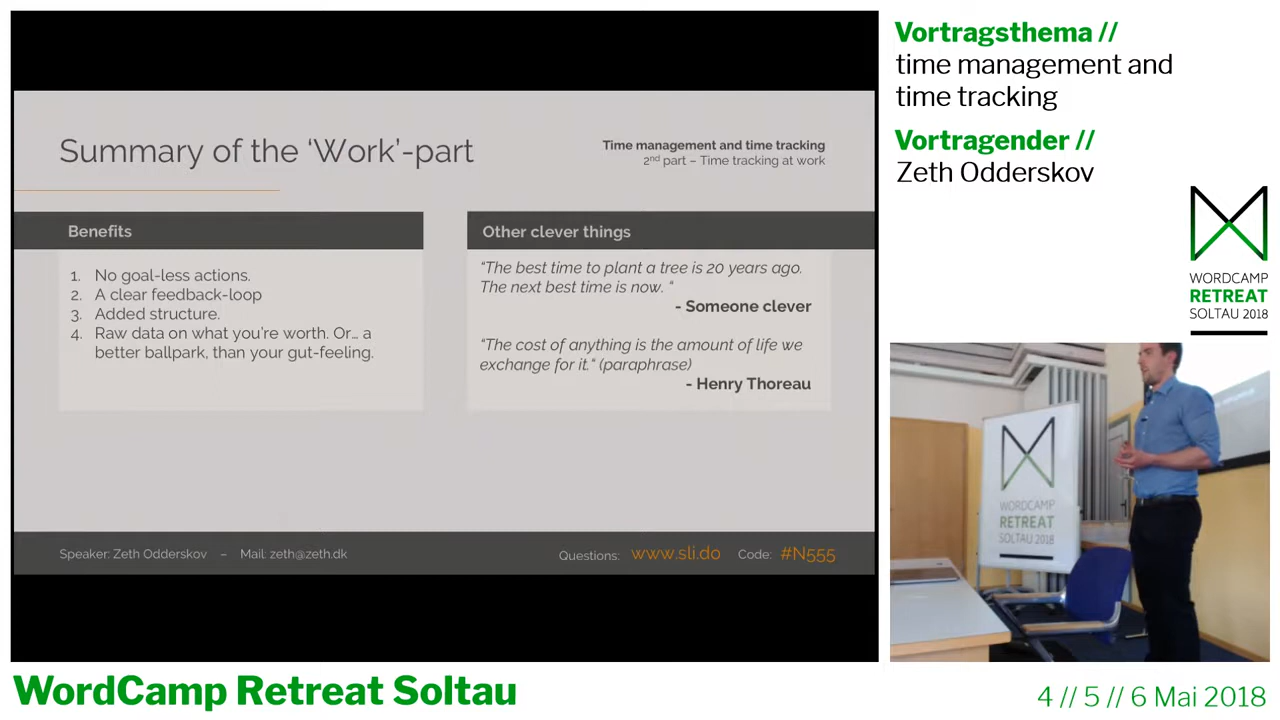 Summary of the ‘Work’-part
Time management and time tracking
2nd part – Time tracking at work
Benefits
1. No goal-less actions.
2. A clear feedback-loop
3. Added structure.
4. Raw data on what you’re worth. Or… a
better ballpark, than your gut-feeling.
Other clever things
“The best time to plant a tree is 20 years ago.
The next best time is now. “
- Someone clever
“The cost of anything is the amount of life we
exchange for it.“ (paraphrase)
- Henry Thoreau
Speaker: Zeth Odderskov – Mail: zeth@zeth.dk
Questions: www.sli.do Code: #N555
Vortragsthema //
time management and
time tracking
Vortragender //
Zeth Odderskov
WORDCAMP
RETREAT
SOLTAU 2018
WORDCAMP
RETREAT
SOLTAU 2018
WordCamp Retreat Soltau
4 // 5 // 6 Mai 2018